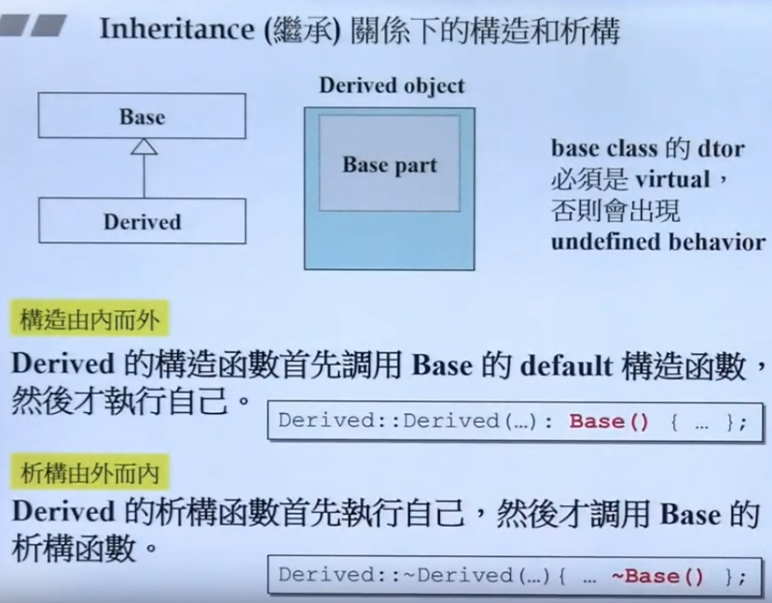 Inheritance (繼承) 關係下的構造和析構
Base
Derived
Derived object
Base part
base class 的 dtor
必須是 virtual，
否則會出現
undefined behavior
構造由內而外
Derived 的構造函數首先調用 Base 的 default 構造函數，
然後才執行自己。
Derived::Derived(…): Base() { … };
析構由外而內
Derived 的析構函數首先執行自己，然後才調用 Base 的
析構函數。
Derived::~Derived(…){ … ~Base() };